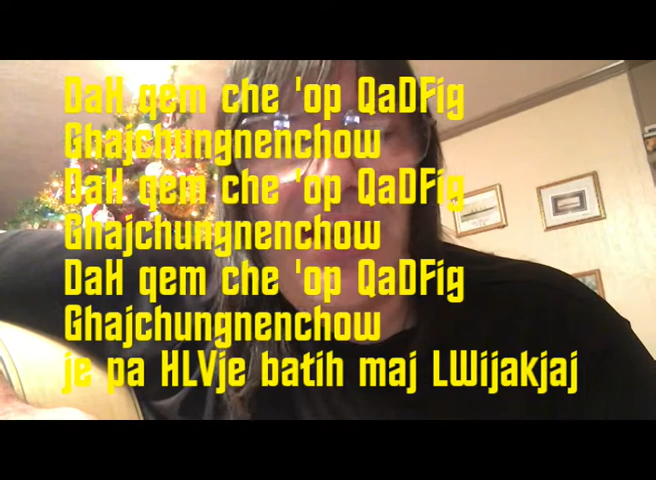 DaH qem che 'op QaDFig
Ghajchungnenchow
DaH qem che 'op QaDFig
Ghajchungnenchow
DaH qem che 'op QaDFig
Ghajchungnenchow
je pa HLVje batih maj LWijakjaj